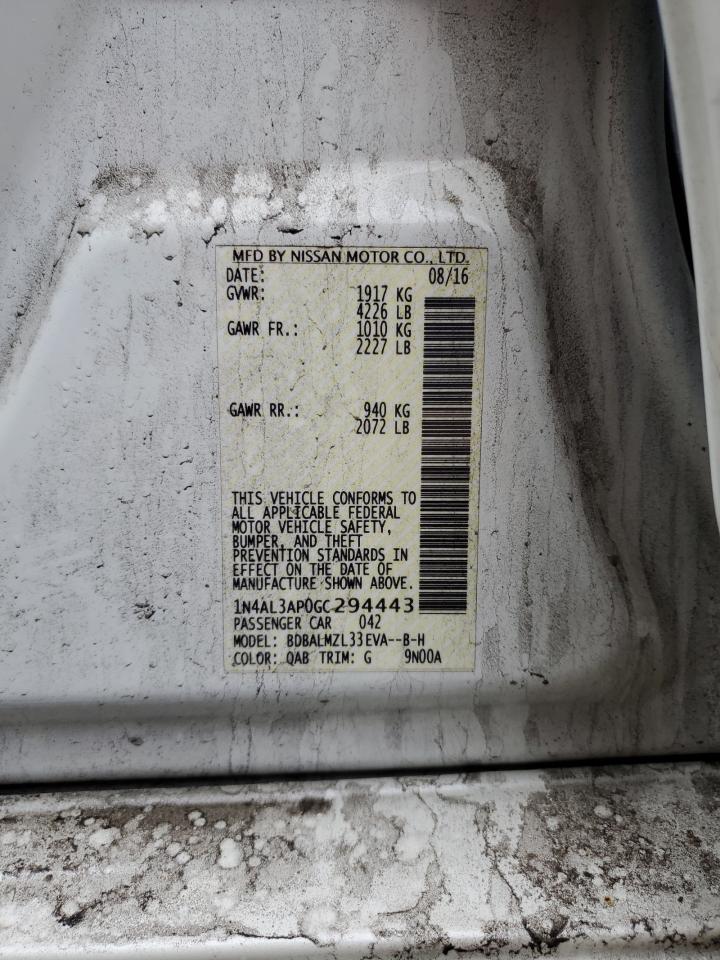 MFD BY NISSAN MOTOR CO., LTD.
DATE: 08/16
GVWR: 1917 KG
4226 LB
GAWR FR.: 1010 KG
2227 LB
GAWR RR.: 940 KG
2072 LB
THIS VEHICLE CONFORMS TO
ALL APPLICABLE FEDERAL
MOTOR VEHICLE SAFETY,
BUMPER, AND THEFT
PREVENTION STANDARDS IN
EFFECT ON THE DATE OF
MANUFACTURE SHOWN ABOVE.
1N4AL3AP0GC294443
PASSENGER CAR 042
MODEL: BDBALMZL33EVA--B-H
COLOR: QAB TRIM: G 9N00A